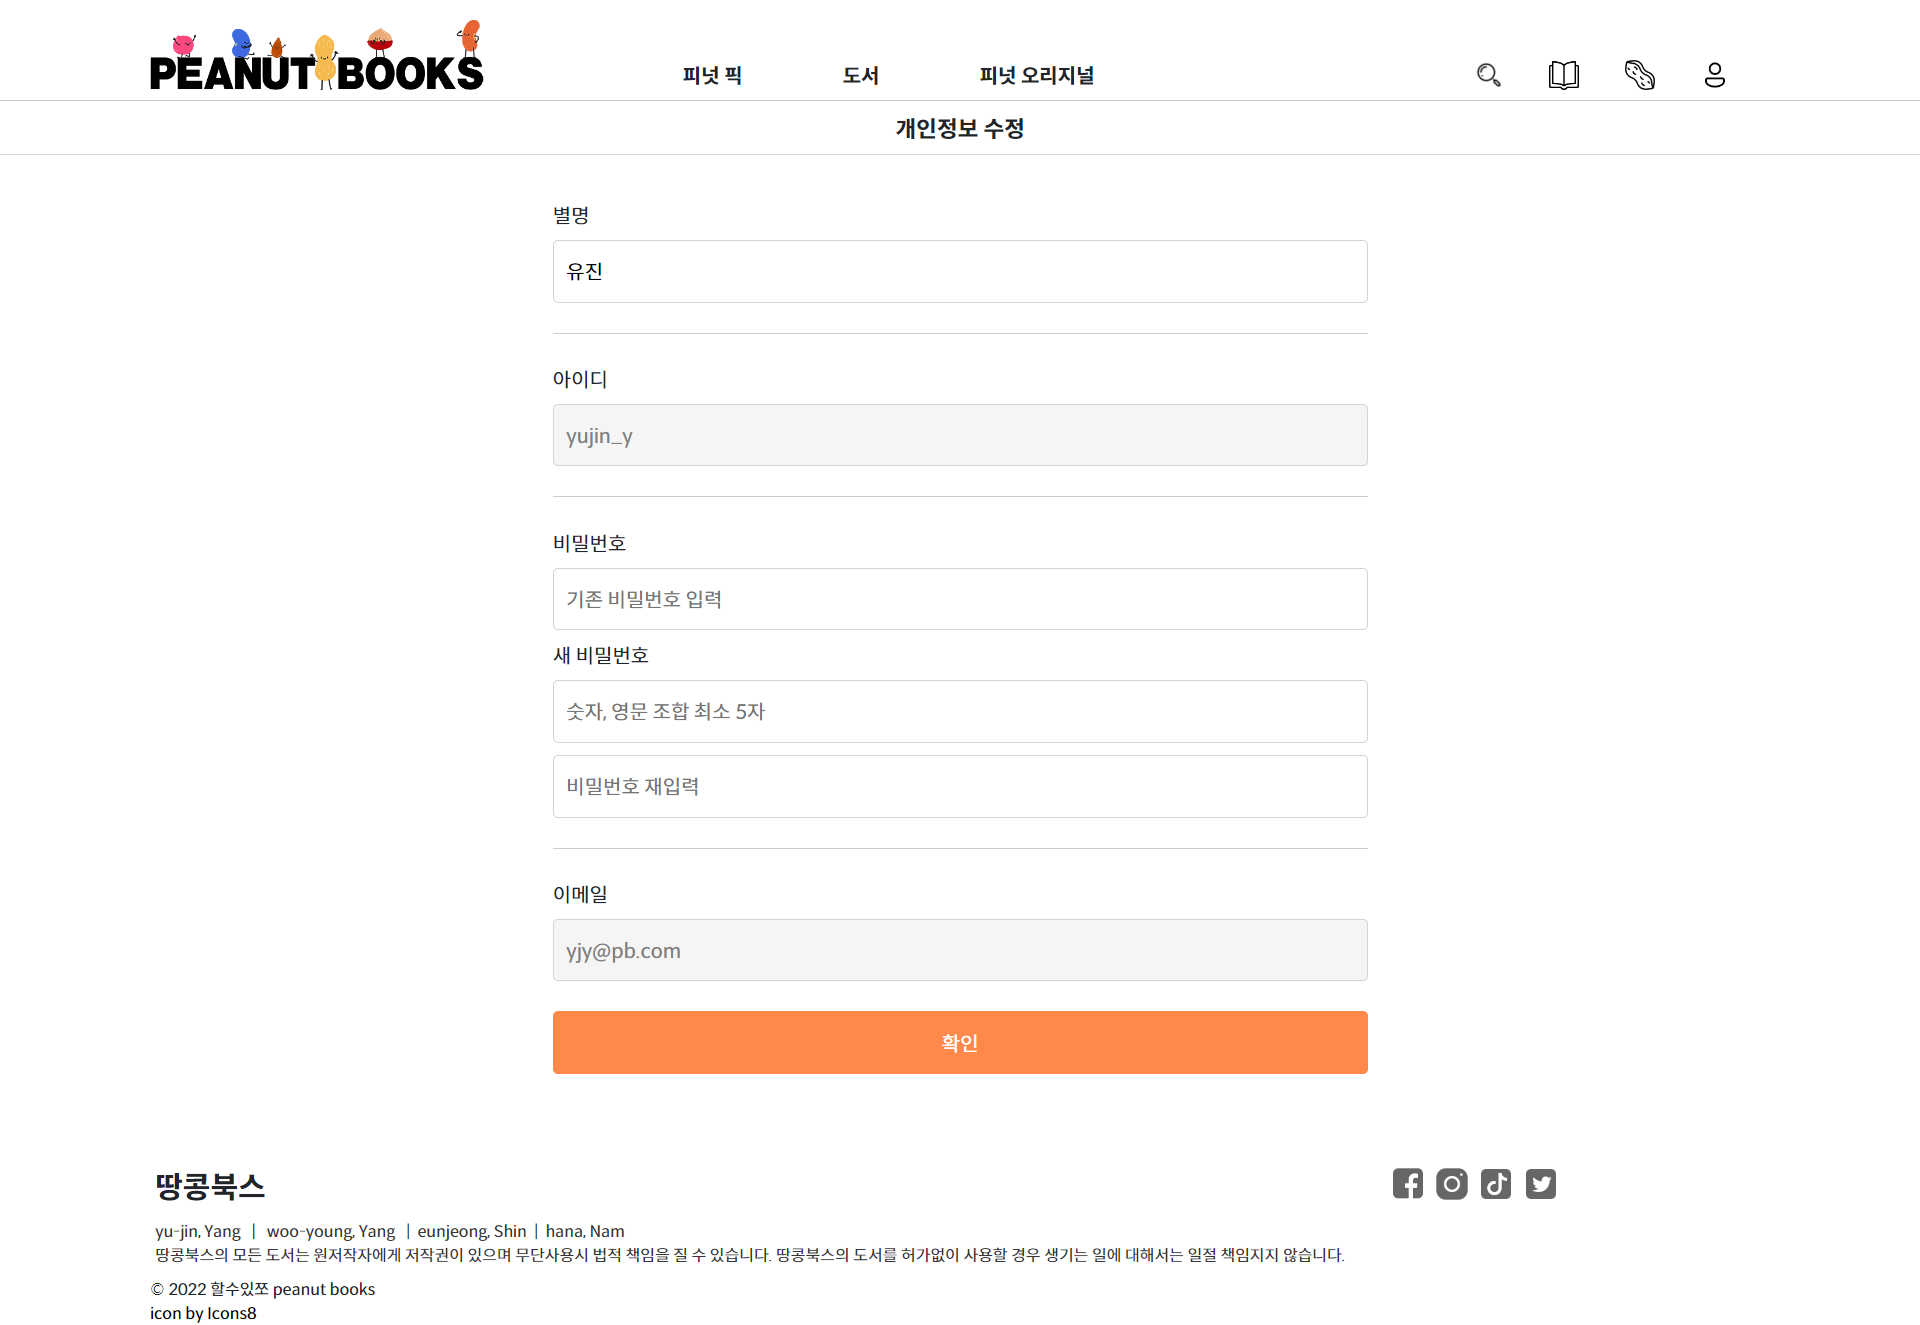 PEANUT BOOKS
피넛 픽
도서
피넛 오리지널
개인정보 수정
별명
유진
아이디
yujin_y
비밀번호
기존 비밀번호 입력
새 비밀번호
숫자, 영문 조합 최소 5자
비밀번호 재입력
이메일
yjy@pb.com
확인
땅콩북스
yu-jin, Yang | woo-young, Yang | eunjeong, Shin | hana, Nam
땅콩북스의 모든 도서는 원저작자에게 저작권이 있으며 무단사용시 법적 책임을 질 수 있습니다. 땅콩북스의 도서를 허가없이 사용할 경우 생기는 일에 대해서는 일절 책임지지 않습니다.
© 2022 할수있쪼 peanut books
icon by Icons8